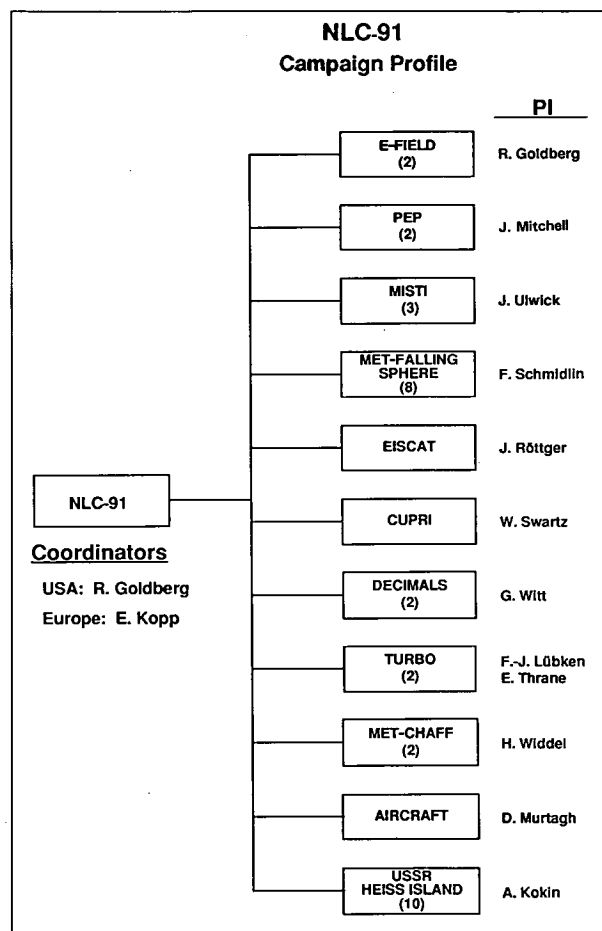 NLC-91
Campaign Profile
PI
E-FIELD
(2)
R. Goldberg
PEP
(2)
J. Mitchell
MISTI
(3)
J. Ulwick
MET-FALLING
SPHERE
(8)
F. Schmidlin
EISCAT
J. Röttger
NLC-91
CUPRI
W. Swartz
Coordinators
USA: R. Goldberg
Europe: E. Kopp
DECIMALS
(2)
G. Witt
TURBO
(2)
F.-J. Lübken
E. Thrane
MET-CHAFF
(2)
H. Widdel
AIRCRAFT
D. Murtagh
USSR
HEISS ISLAND
(10)
A. Kokin